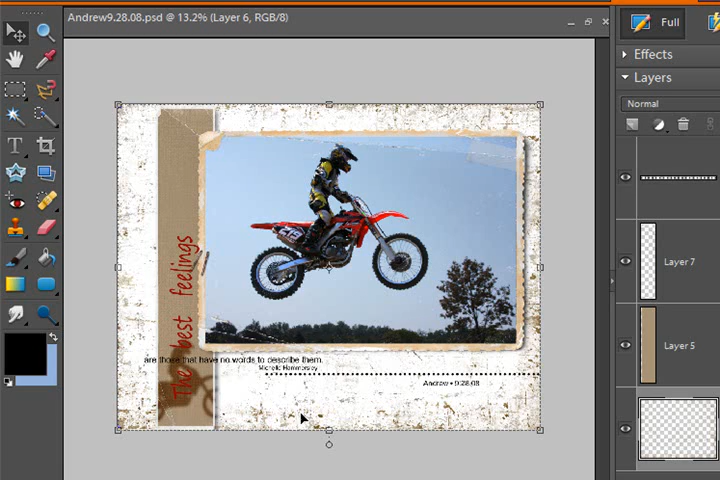 Andrew9.28.08.psd @ 13.2% (Layer 6, RGB/8)
Full
Effects
Layers
Normal
Layer 7
Layer 5
The best feelings
are those that have no words to describe them.
Michelle Hammersley
Andrew • 9.28.08